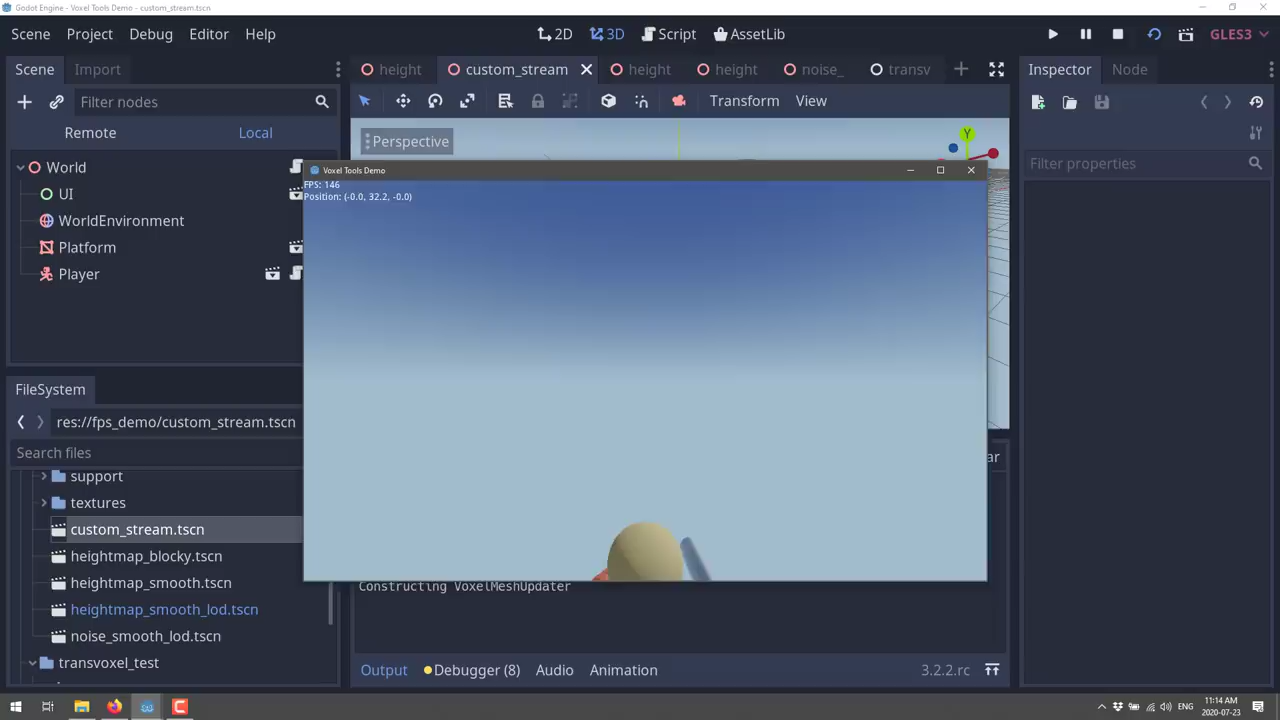 Godot Engine - Voxel Tools Demo - custom_stream.tscn
Scene Project Debug Editor Help
2D 3D Script AssetLib
GLES3
Scene Import
height custom_stream height height noise_ transv
Inspector Node
Filter nodes
Transform View
Remote Local
Perspective
Y
Filter properties
World
UI
WorldEnvironment
Platform
Player
Voxel Tools Demo
FPS: 146
Position: (-0.0, 32.2, -0.0)
FileSystem
res://fps_demo/custom_stream.tscn
Search files
ar
support
textures
custom_stream.tscn
heightmap_blocky.tscn
heightmap_smooth.tscn
heightmap_smooth_lod.tscn
noise_smooth_lod.tscn
transvoxel_test
Constructing VoxelMeshUpdater
Output Debugger (8) Audio Animation
3.2.2.rc
ENG
11:14 AM
2020-07-23